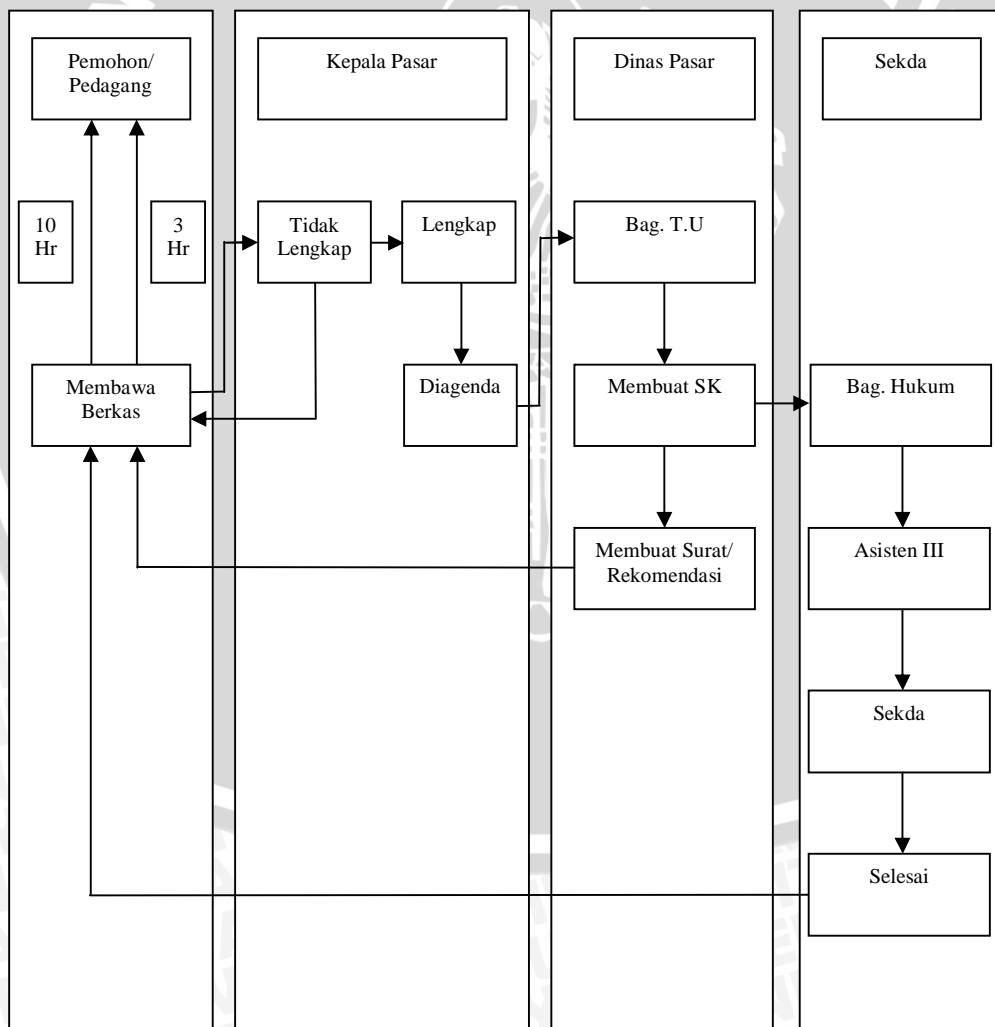 Pemohon/
Pedagang
Kepala Pasar
Dinas Pasar
Sekda
10
Hr
3
Hr
Tidak
Lengkap
Lengkap
Bag. T.U
Membawa
Berkas
Diagenda
Membuat SK
Bag. Hukum
Membuat Surat/
Rekomendasi
Asisten III
Sekda
Selesai